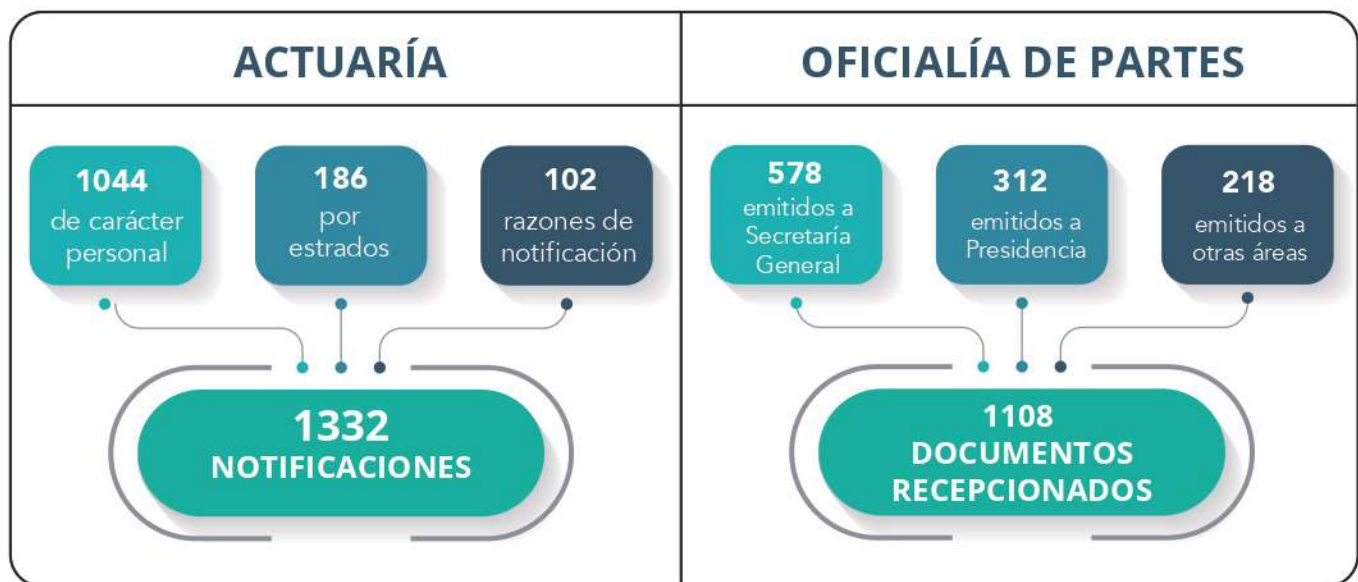 ACTUARÍA
1044
de carácter
personal
186
por
estrados
102
razones de
notificación
1332
NOTIFICACIONES
OFICIALÍA DE PARTES
578
emitidos a
Secretaría
General
312
emitidos a
Presidencia
218
emitidos a
otras áreas
1108
DOCUMENTOS
RECEPCIONADOS